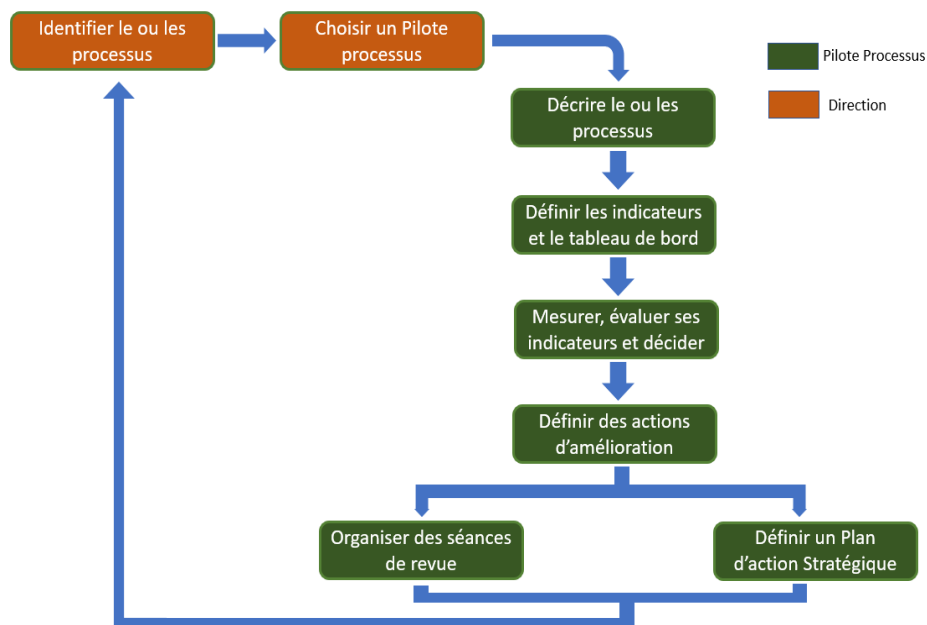 Identifier le ou les
processus
Choisir un Pilote
processus
Pilote Processus
Direction
Décrire le ou les
processus
Définir les indicateurs
et le tableau de bord
Mesurer, évaluer ses
indicateurs et décider
Définir des actions
d’amélioration
Organiser des séances
de revue
Définir un Plan
d’action Stratégique